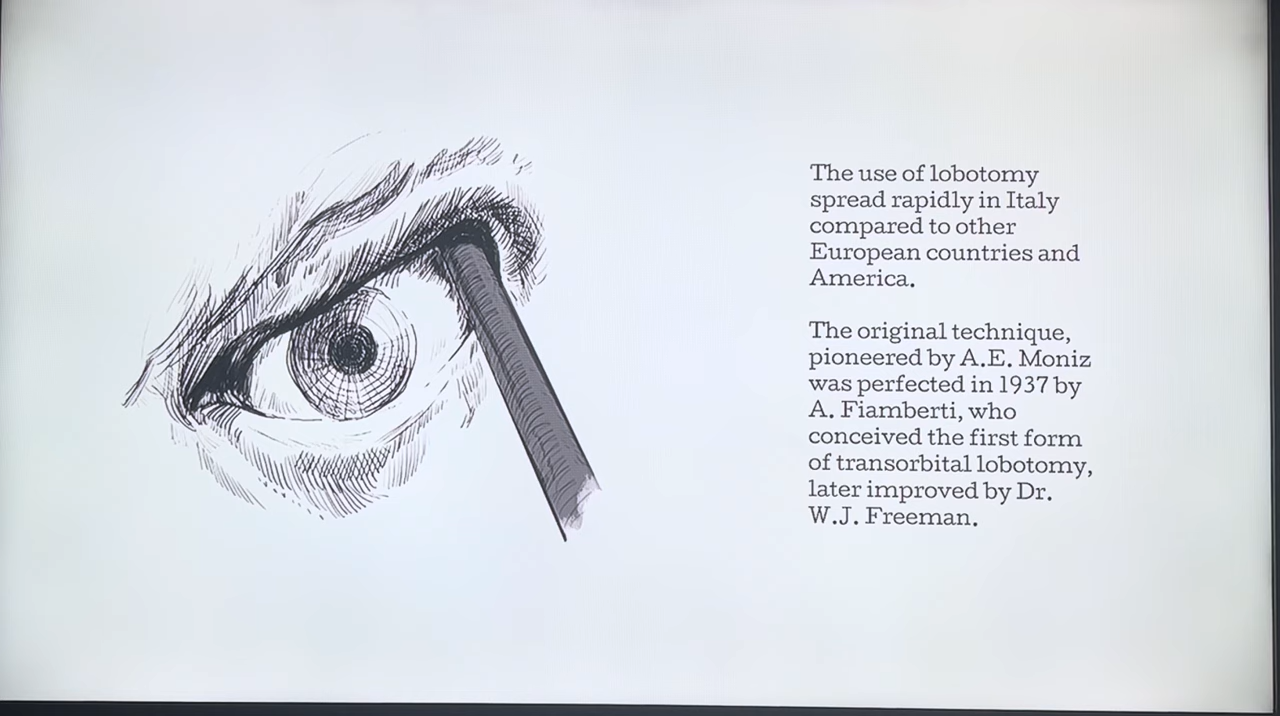 The use of lobotomy
spread rapidly in Italy
compared to other
European countries and
America.
The original technique,
pioneered by A.E. Moniz
was perfected in 1937 by
A. Fiamberti, who
conceived the first form
of transorbital lobotomy,
later improved by Dr.
W.J. Freeman.